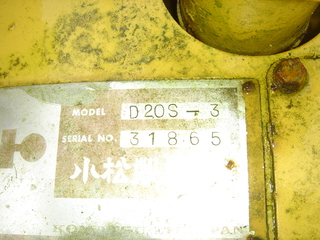 MODEL D20S-3
SERIAL NO. 31865
小松